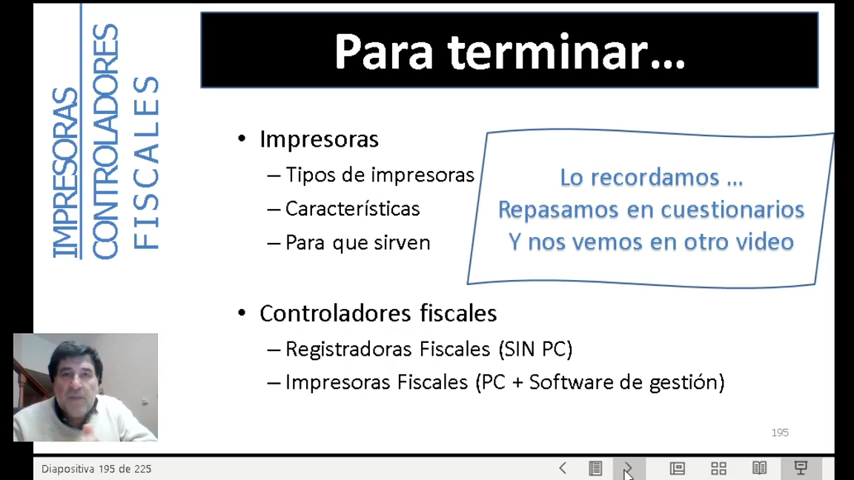 IMPRESORAS
CONTROLADORES
FISCALES
Para terminar...
• Impresoras
– Tipos de impresoras
– Características
– Para que sirven
Lo recordamos ...
Repasamos en cuestionarios
Y nos vemos en otro video
• Controladores fiscales
– Registradoras Fiscales (SIN PC)
– Impresoras Fiscales (PC + Software de gestión)
195
Diapositiva 195 de 225